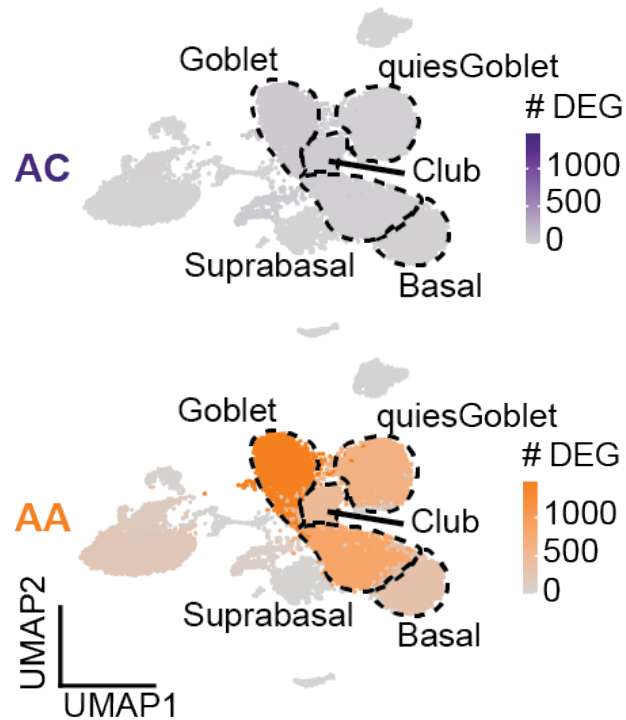 Goblet
quiesGoblet
# DEG
AC
1000
Club
500
0
Suprabasal
Basal
Goblet
quiesGoblet
# DEG
AA
1000
Club
500
0
Suprabasal
Basal
UMAP2
UMAP1